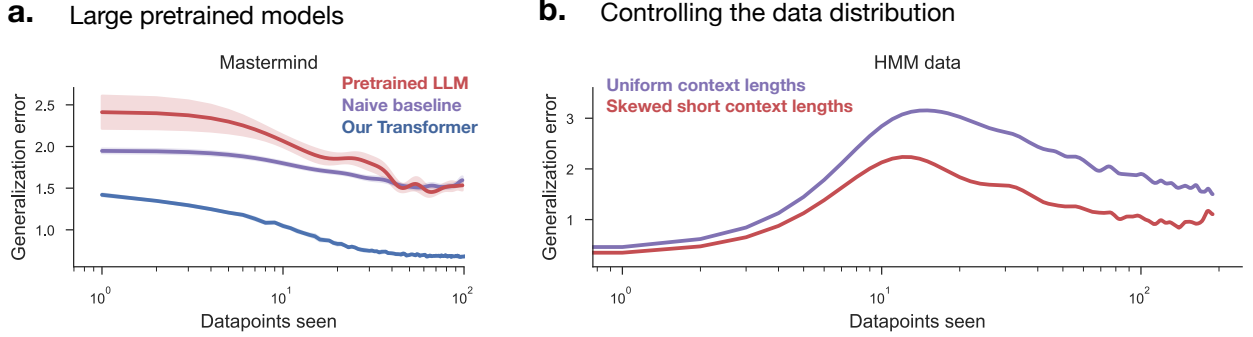 a. Large pretrained models
Mastermind
Pretrained LLM
Naive baseline
Our Transformer
Generalization error
2.5
2.0
1.5
1.0
10^0
10^1
10^2
Datapoints seen
b. Controlling the data distribution
HMM data
Uniform context lengths
Skewed short context lengths
Generalization error
3
2
1
10^0
10^1
10^2
Datapoints seen